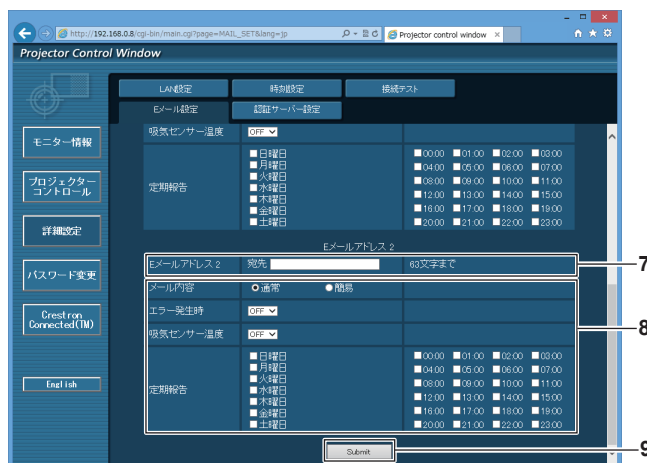 http://192.168.0.8/cgi-bin/main.cgi?page=MAIL_SET&lang=jp
Projector control window
Projector Control Window
LAN設定 時刻設定 接続テスト
Eメール設定 認証サーバー設定
モニター情報
プロジェクター
コントロール
詳細設定
パスワード変更
Crestron
Connected(TM)
English
吸気センサー温度 OFF
定期報告
日曜日
月曜日
火曜日
水曜日
木曜日
金曜日
土曜日
00:00 01:00 02:00 03:00
04:00 05:00 06:00 07:00
08:00 09:00 10:00 11:00
12:00 13:00 14:00 15:00
16:00 17:00 18:00 19:00
20:00 21:00 22:00 23:00
Eメールアドレス 2
Eメールアドレス 2 宛先 63文字まで
7
メール内容 通常 簡易
エラー発生時 OFF
8
吸気センサー温度 OFF
定期報告
日曜日
月曜日
火曜日
水曜日
木曜日
金曜日
土曜日
00:00 01:00 02:00 03:00
04:00 05:00 06:00 07:00
08:00 09:00 10:00 11:00
12:00 13:00 14:00 15:00
16:00 17:00 18:00 19:00
20:00 21:00 22:00 23:00
Submit
9